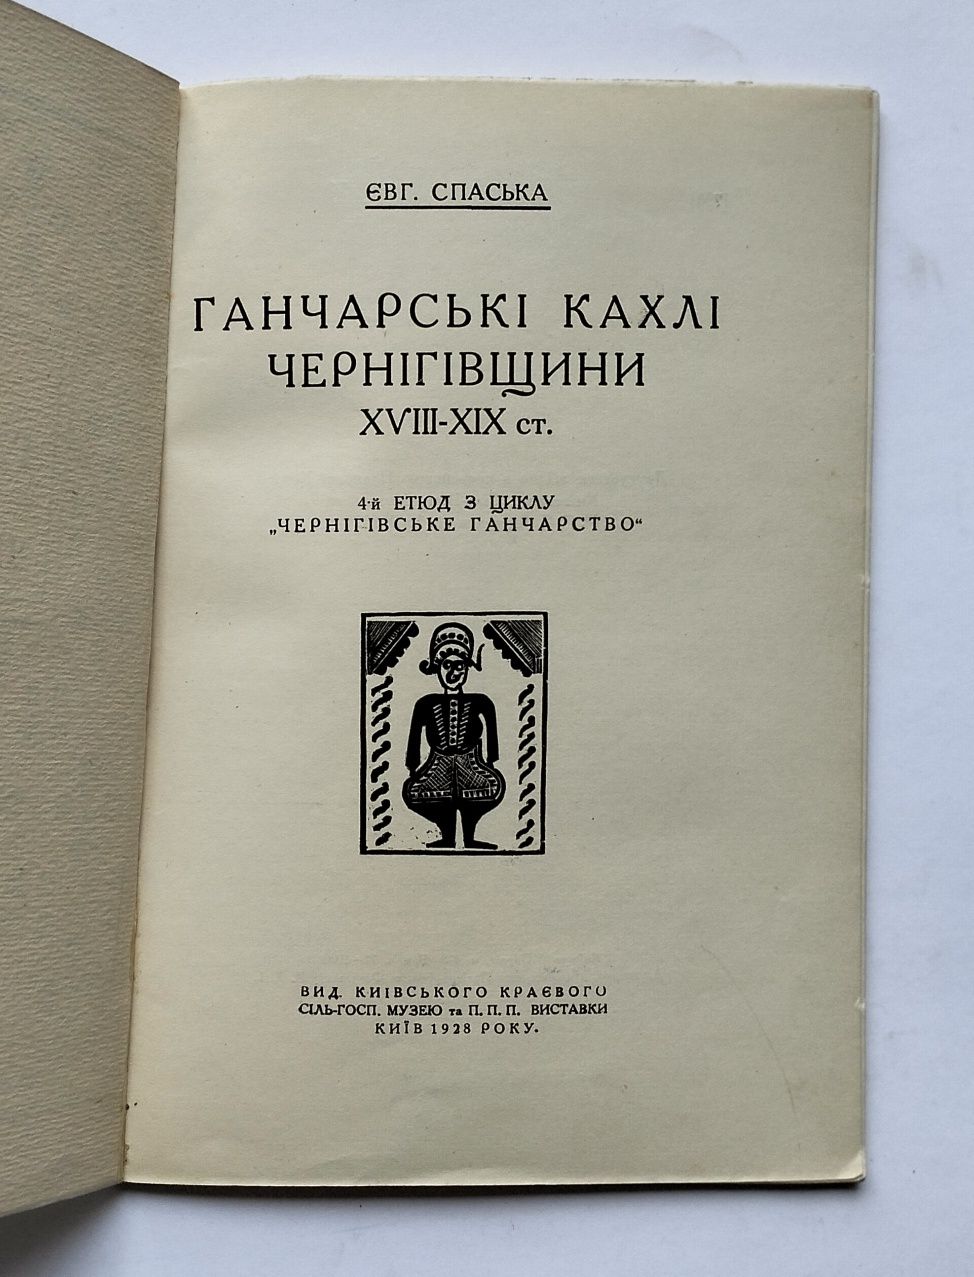 ЄВГ. СПАСЬКА
ГАНЧАРСЬКІ КАХЛІ
ЧЕРНІГІВЩИНИ
XVIII-XIX ст.
4-й ЕТЮД З ЦИКЛУ
„ЧЕРНІГІВСЬКЕ ГАНЧАРСТВО“
ВИД. КИЇВСЬКОГО КРАЄВОГО
СІЛЬ-ГОСП. МУЗЕЮ та П. П. П. ВИСТАВКИ
КИЇВ 1928 РОКУ.